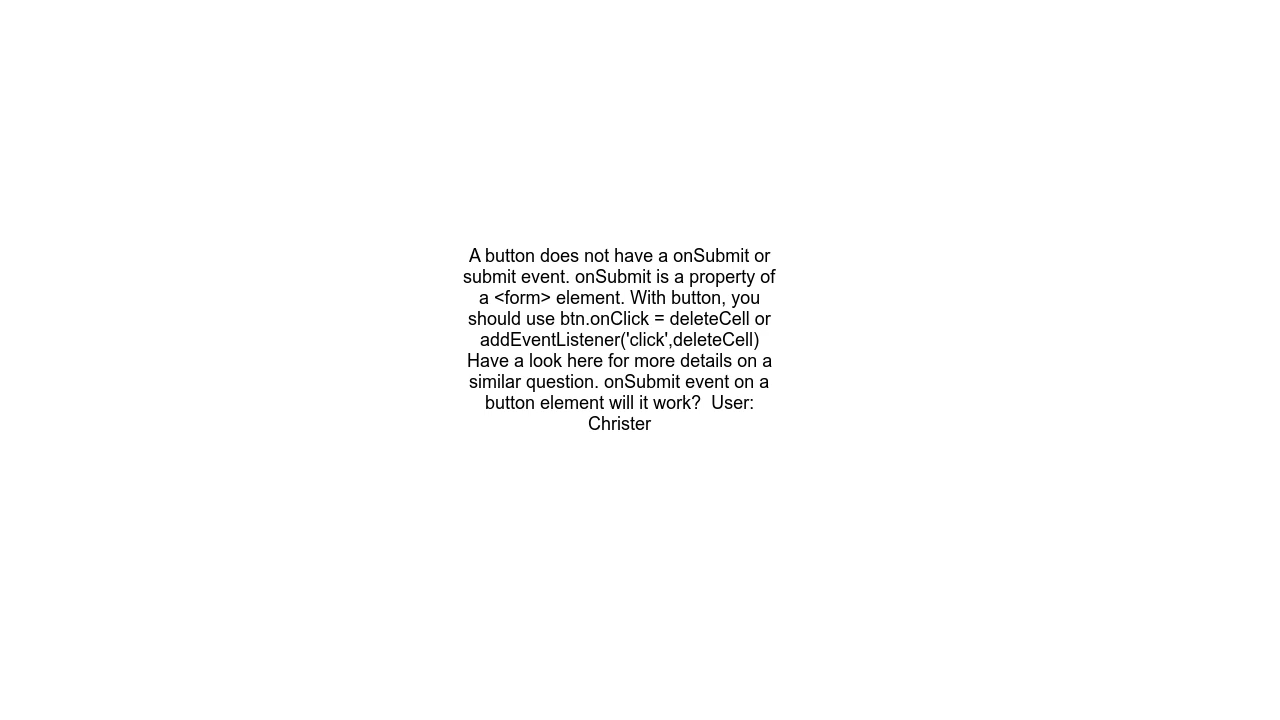 A button does not have a onSubmit or
submit event. onSubmit is a property of
a <form> element. With button, you
should use btn.onClick = deleteCell or
addEventListener('click',deleteCell)
Have a look here for more details on a
similar question. onSubmit event on a
button element will it work?  User:
Christer